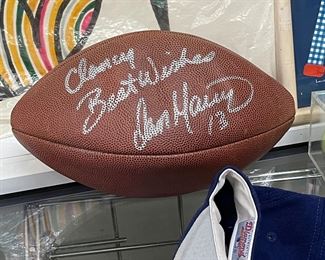 Clancy
Best Wishes
Dan Marino
13